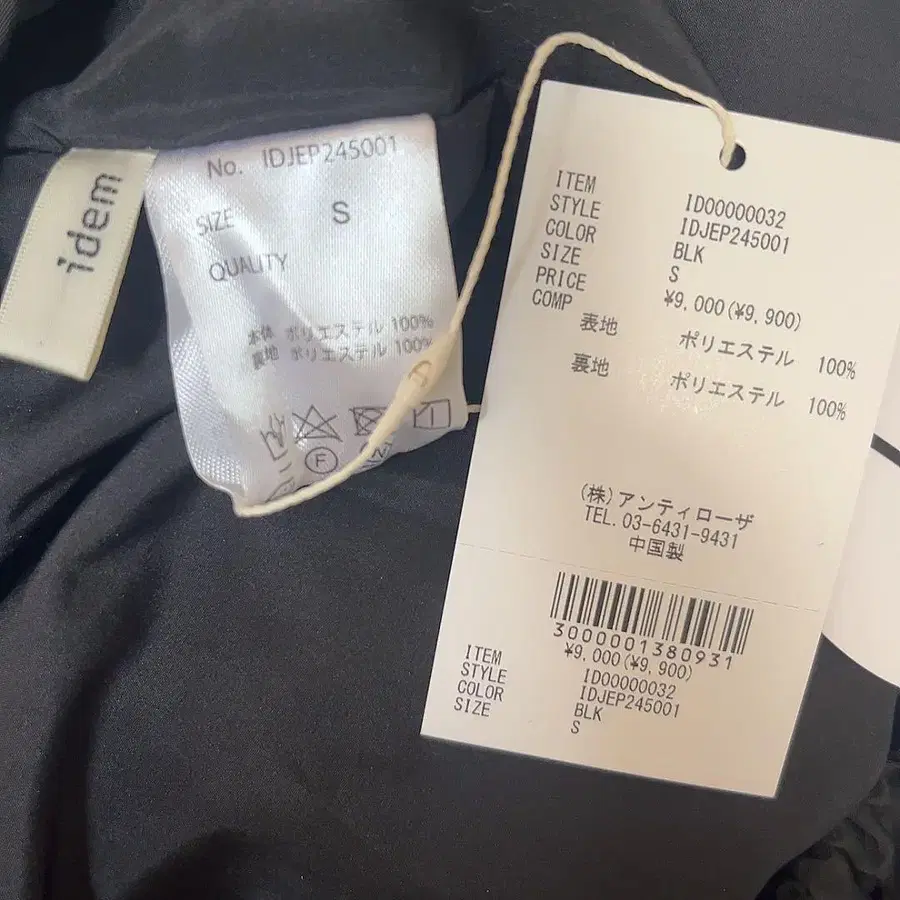 idem
No. IDJEP245001
SIZE S
QUALITY
本体 ポリエステル 100%
裏地 ポリエステル 100%
F
ITEM ID00000032
STYLE IDJEP245001
COLOR BLK
SIZE S
PRICE ¥9,000(¥9,900)
COMP
表地 ポリエステル 100%
裏地 ポリエステル 100%
(株)アンティローザ
TEL. 03-6431-9431
中国製
3000001380931
¥9,000(¥9,900)
ITEM ID00000032
STYLE IDJEP245001
COLOR BLK
SIZE S